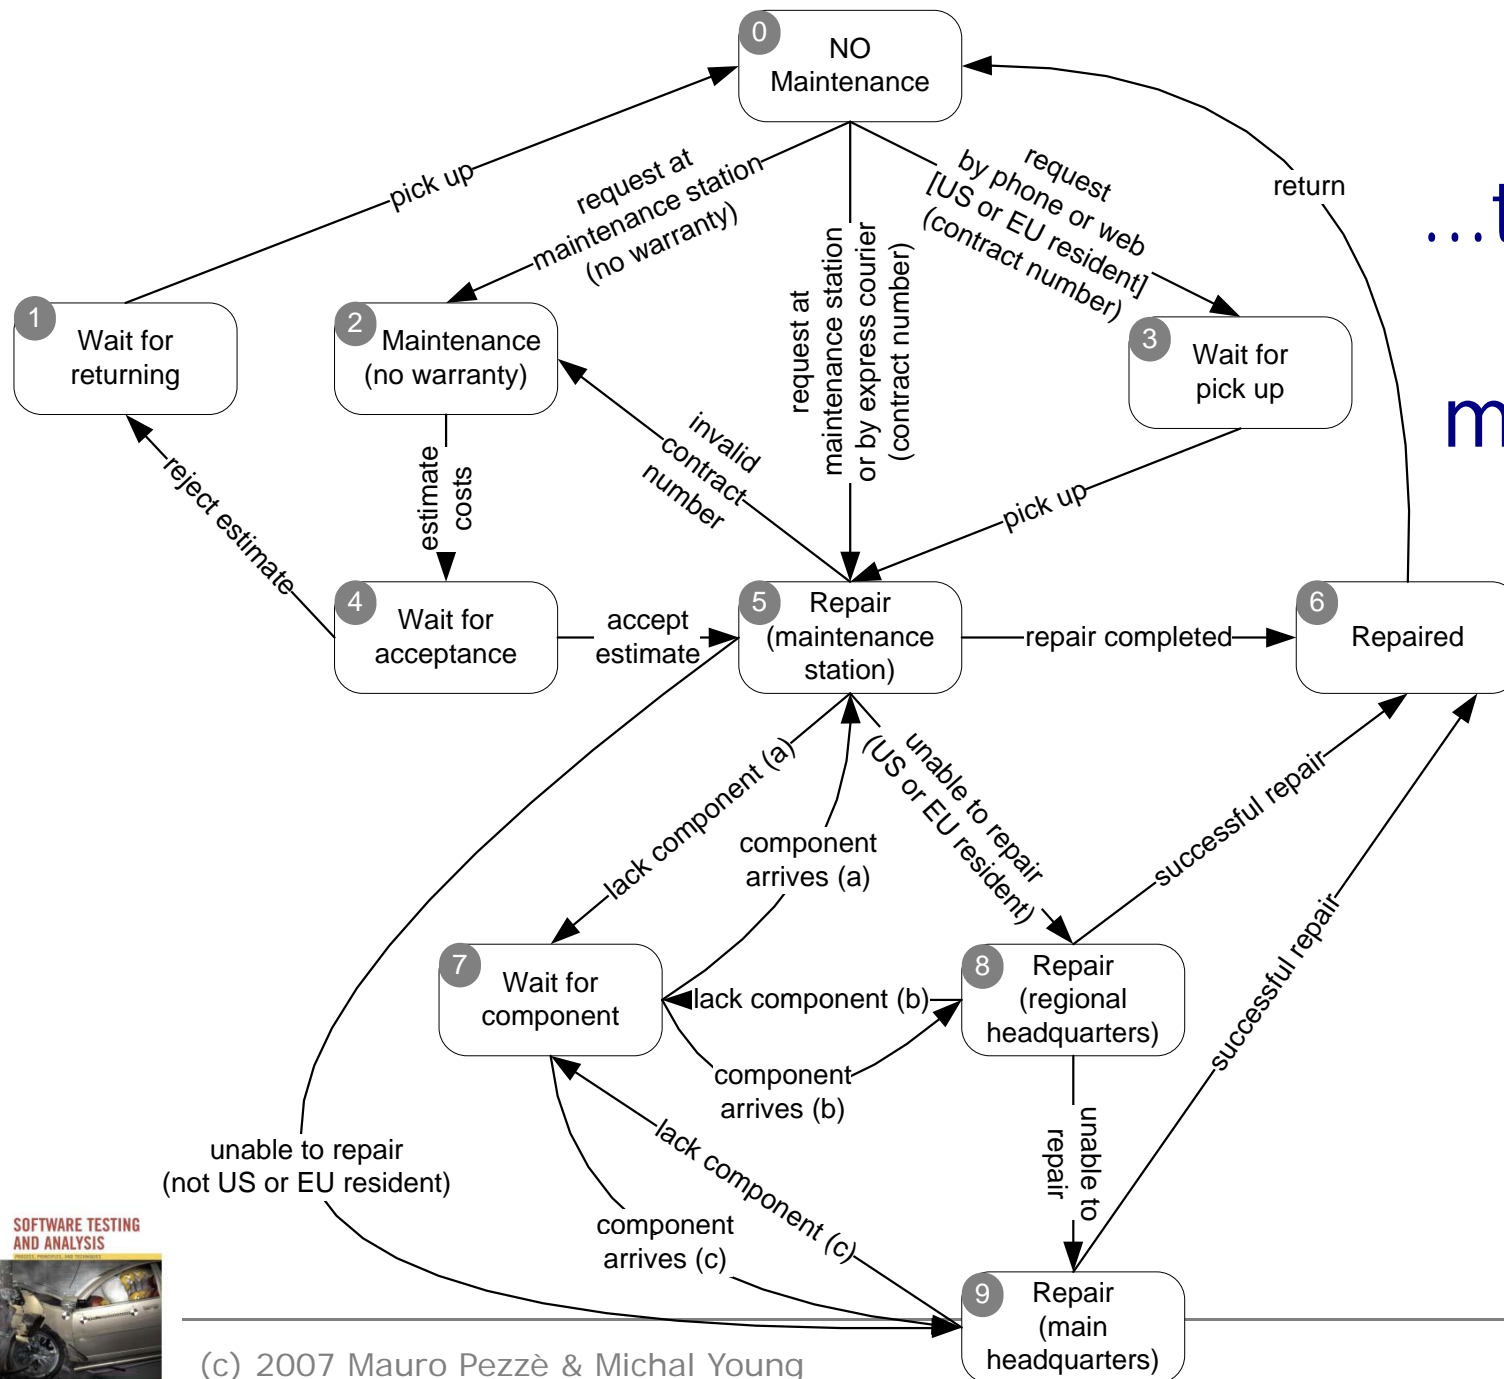 0
NO
Maintenance
pick up
request at
maintenance station
(no warranty)
request at
maintenance station
or by express courier
(contract number)
request
by phone or web
[US or EU resident]
(contract number)
return
...t
m
1
Wait for
returning
2
Maintenance
(no warranty)
3
Wait for
pick up
reject estimate
estimate
costs
invalid
contract
number
pick up
4
Wait for
acceptance
accept
estimate
5
Repair
(maintenance
station)
repair completed
6
Repaired
lack component (a)
component
arrives (a)
unable to repair
(US or EU resident)
successful repair
successful repair
7
Wait for
component
lack component (b)
component
arrives (b)
8
Repair
(regional
headquarters)
unable to repair
(not US or EU resident)
component
arrives (c)
lack component (c)
unable to
repair
9
Repair
(main
headquarters)
SOFTWARE TESTING
AND ANALYSIS
PROCESS, PRINCIPLES, AND TECHNIQUES
(c) 2007 Mauro Pezzè & Michal Young